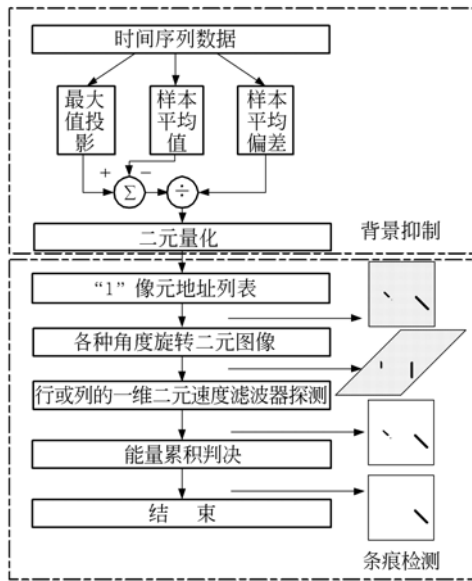 时间序列数据
最大
值投
影
样本
平均
值
样本
平均
偏差
+
−
Σ
÷
二元量化
背景抑制
“1”像元地址列表
各种角度旋转二元图像
行或列的一维二元速度滤波器探测
能量累积判决
结 束
条痕检测